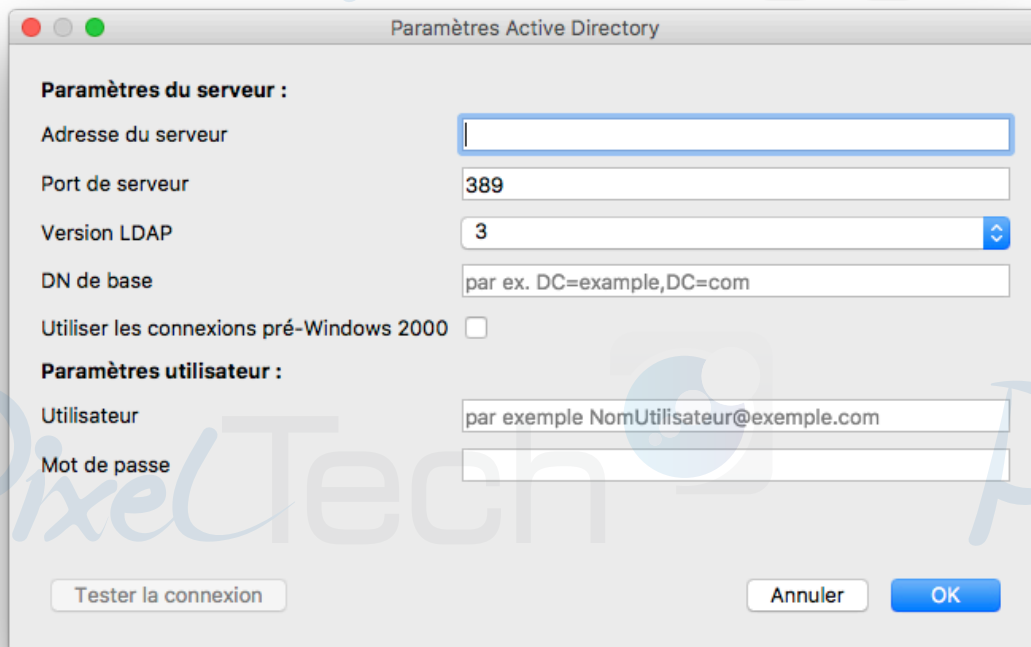 Paramètres Active Directory
Paramètres du serveur :
Adresse du serveur
Port de serveur 389
Version LDAP 3
DN de base par ex. DC=example,DC=com
Utiliser les connexions pré-Windows 2000
Paramètres utilisateur :
Utilisateur par exemple NomUtilisateur@exemple.com
Mot de passe
PixelTech
Tester la connexion Annuler OK